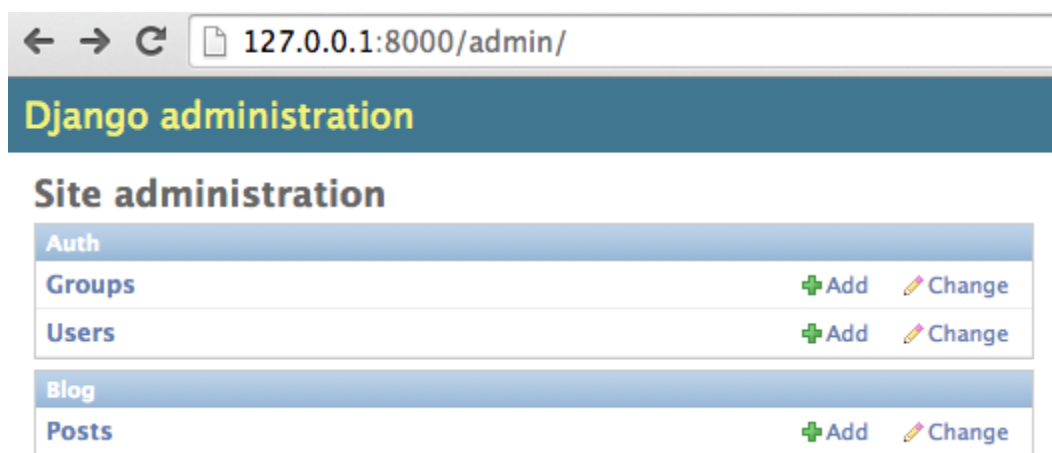 127.0.0.1:8000/admin/
Django administration
Site administration
Auth
Groups Add Change
Users Add Change
Blog
Posts Add Change